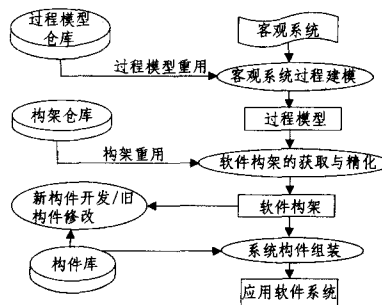 过程模型
仓库
客观系统
过程模型重用
客观系统过程建模
过程模型
构架仓库
构架重用
软件构架的获取与精化
新构件开发/旧
构件修改
软件构架
系统构件组装
构件库
应用软件系统